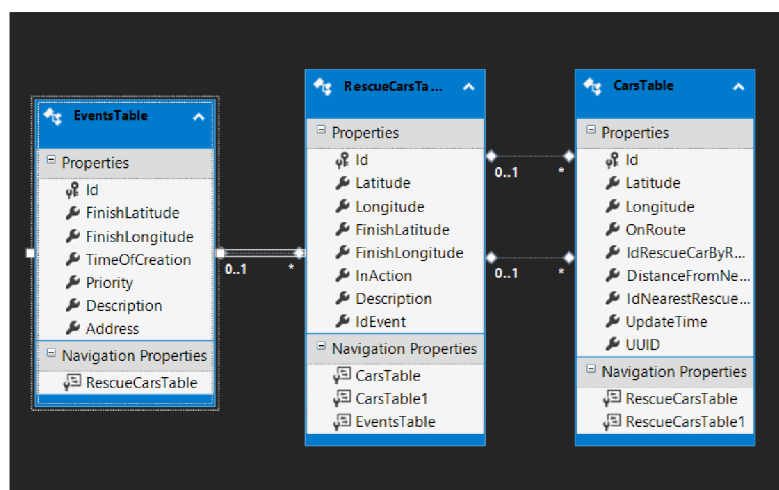 EventsTable
Properties
Id
FinishLatitude
FinishLongitude
TimeOfCreation
Priority
Description
Address
Navigation Properties
RescueCarsTable
0..1
*
RescueCarsTa...
Properties
Id
Latitude
Longitude
FinishLatitude
FinishLongitude
InAction
Description
IdEvent
Navigation Properties
CarsTable
CarsTable1
EventsTable
0..1
*
0..1
*
CarsTable
Properties
Id
Latitude
Longitude
OnRoute
IdRescueCarByR...
DistanceFromNe...
IdNearestRescue...
UpdateTime
UUID
Navigation Properties
RescueCarsTable
RescueCarsTable1